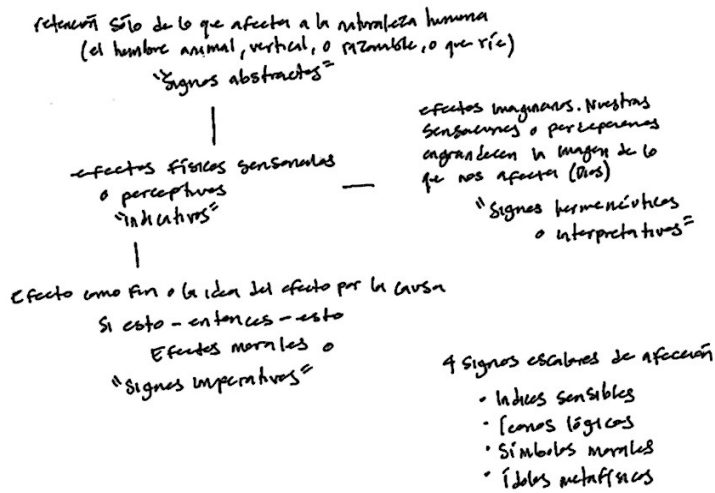 retención sólo de lo que afecta a la naturaleza humana
(el hombre animal, vertical, o razonable, o que ríe)
"Signos abstractos"
efectos físicos sensoriales
o perceptivos
"indicativos"
efectos imaginarios. Nuestras
sensaciones o percepciones
engrandecen la imagen de lo
que nos afecta (Dios)
"Signos hermenéuticos
o interpretativos"
Efecto como fin o la idea del efecto por la causa
Si esto - entonces - esto
Efectos morales o
"Signos imperativos"
4 signos escalares de afección
• Indices sensibles
• Iconos lógicos
• Símbolos morales
• Ídolos metafísicos